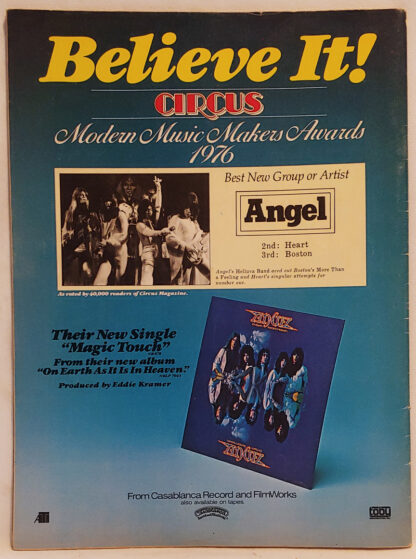 Believe It!
CIRCUS
Modern Music Makers Awards
1976
Best New Group or Artist
Angel
2nd: Heart
3rd: Boston
Angel's Helluva Band aced out Boston's More Than
a Feeling and Heart's singular attempts for
number one.
As rated by 40,000 readers of Circus Magazine.
Their New Single
"Magic Touch"
From their new album
"On Earth As It Is In Heaven."
Produced by Eddie Kramer
From Casablanca Record and FilmWorks
also available on tapes